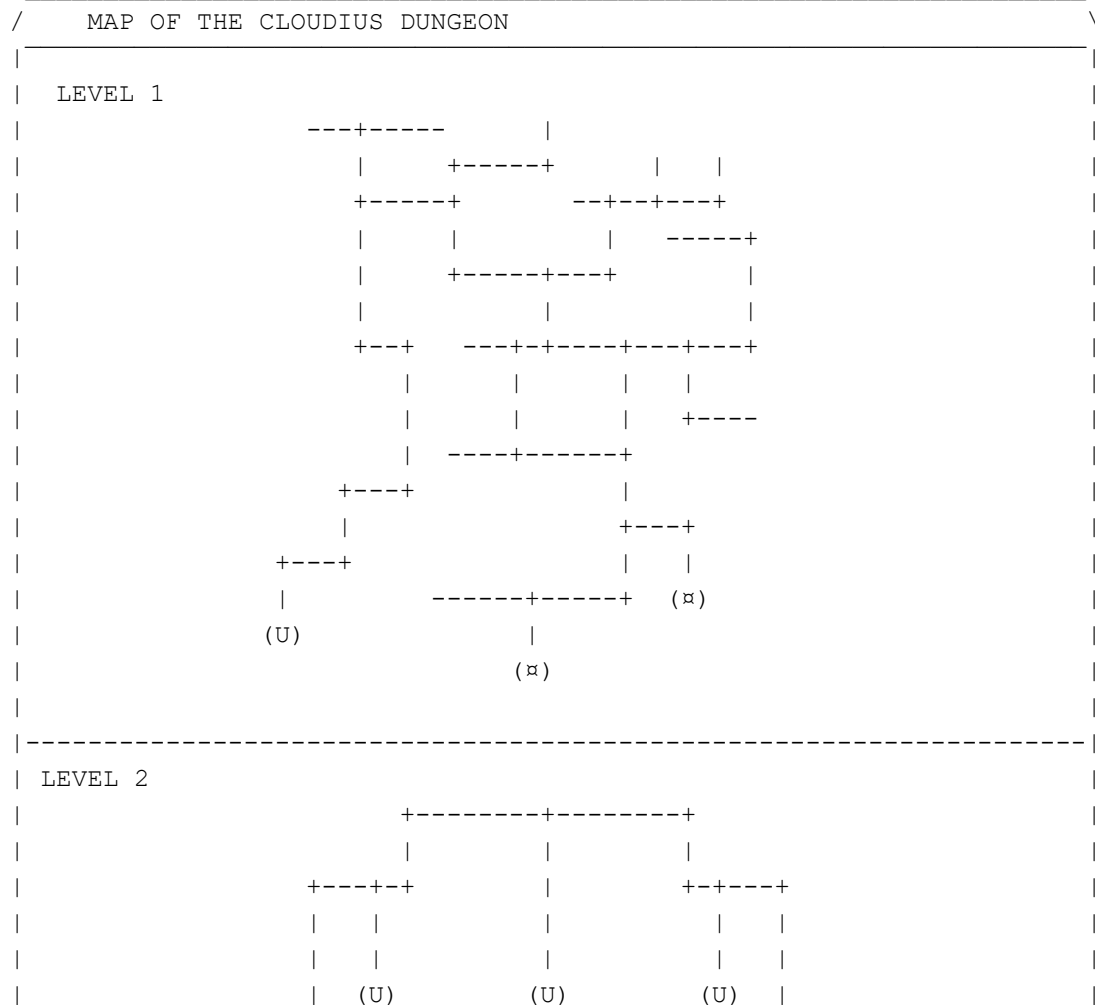 /    MAP OF THE CLOUDIUS DUNGEON                                     \
|                                                                    |
|  LEVEL 1                                                           |
|                  ---+-----      |                                  |
|                     |     +-----+      |   |                       |
|                     +-----+       --+--+---+                       |
|                     |     |         |   -----+                     |
|                     |     +-----+---+        |                     |
|                     |           |            |                     |
|                     +--+   ---+-+----+---+---+                     |
|                        |      |      |   |                         |
|                        |      |      |   +----                     |
|                        |  ----+------+                             |
|                    +---+             |                             |
|                    |                 +---+                         |
|                +---+                 |   |                         |
|                |         ------+-----+  (¤)                        |
|               (U)              |                                   |
|                               (¤)                                  |
|                                                                    |
|--------------------------------------------------------------------|
| LEVEL 2                                                            |
|                        +--------+--------+                         |
|                        |        |        |                         |
|                  +---+-+        |        +-+---+                   |
|                  |   |          |          |   |                   |
|                  |   |          |          |   |                   |
|                  |  (U)        (U)        (U)  |                   |